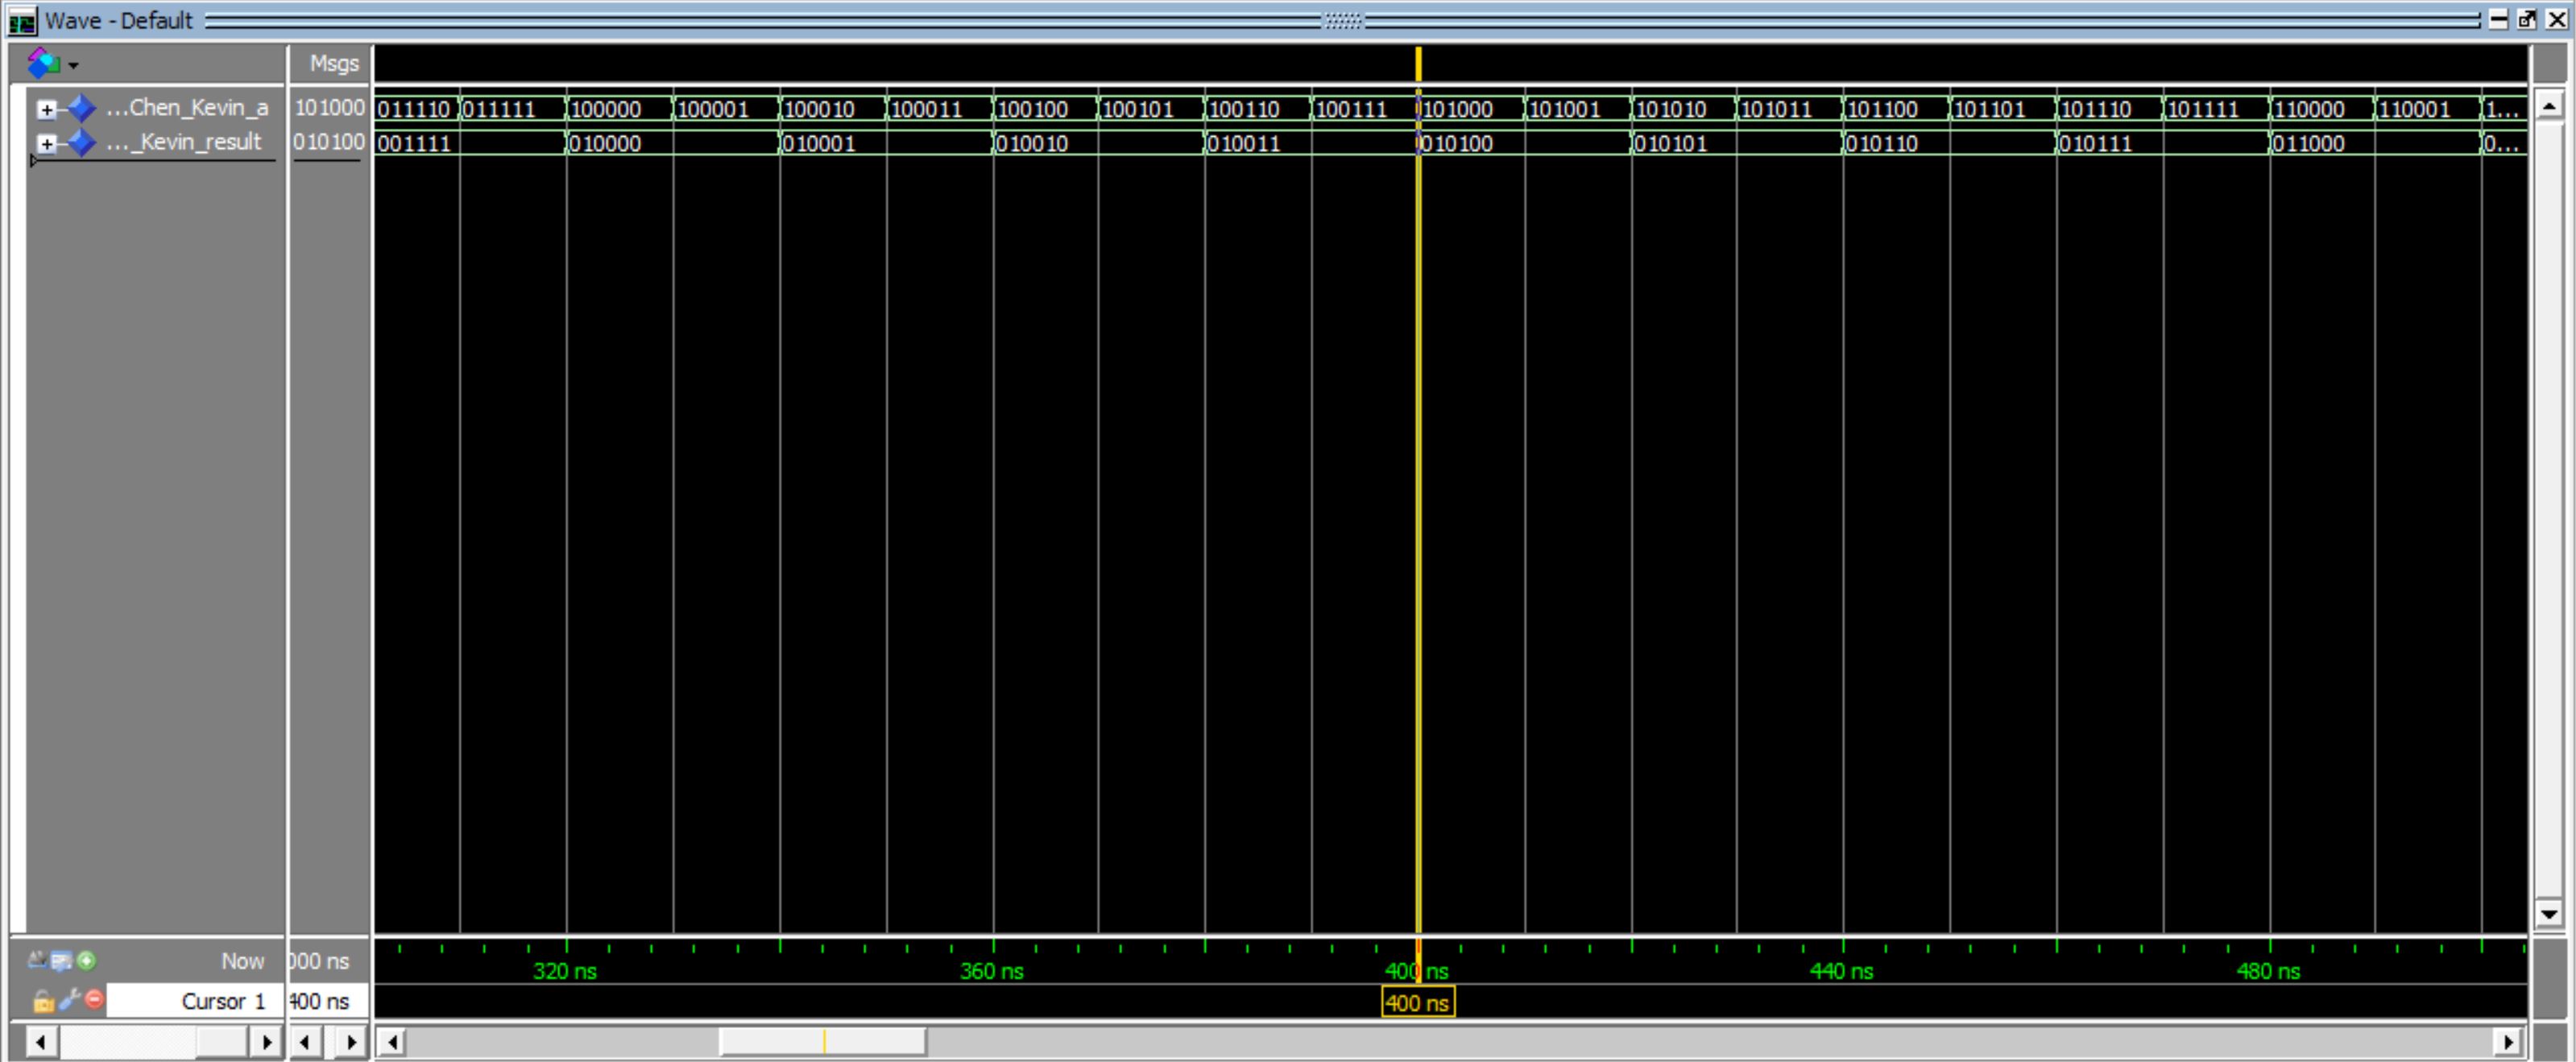 Wave - Default
Msgs
...Chen_Kevin_a 101000 011110 011111 100000 100001 100010 100011 100100 100101 100110 100111 101000 101001 101010 101011 101100 101101 101110 101111 110000 110001 1...
..._Kevin_result 010100 001111 010000 010001 010010 010011 010100 010101 010110 010111 011000 0...
Now 000 ns 320 ns 360 ns 400 ns 440 ns 480 ns
Cursor 1 400 ns 400 ns